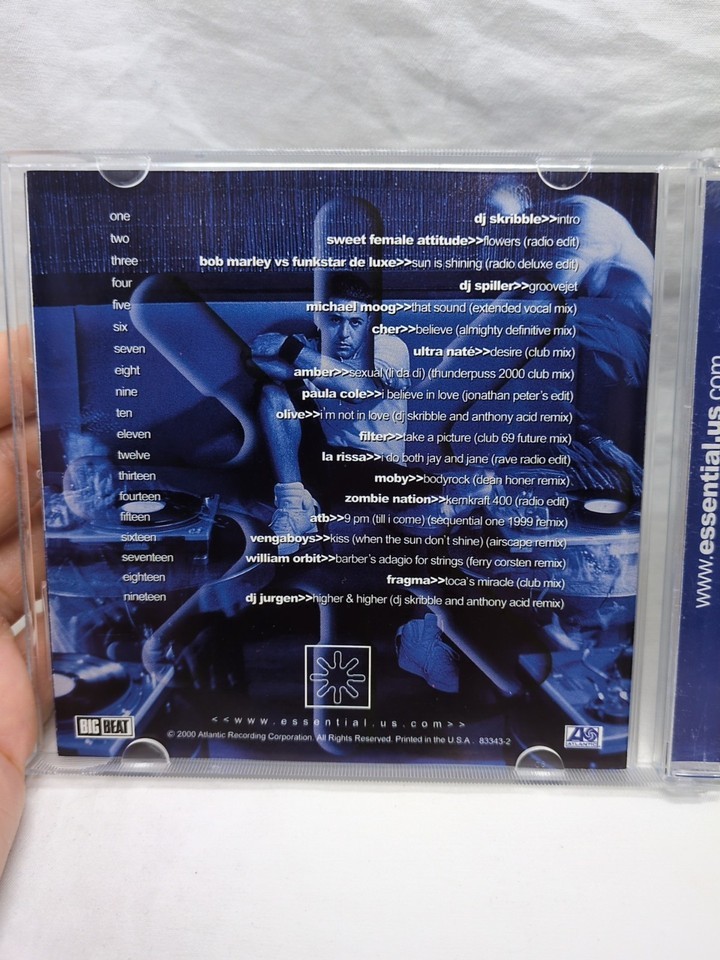 one dj skribble>>intro
two sweet female attitude>>flowers (radio edit)
three bob marley vs funkstar de luxe>>sun is shining (radio deluxe edit)
four dj spiller>>groovejet
five michael moog>>that sound (extended vocal mix)
six cher>>believe (almighty definitive mix)
seven ultra naté>>desire (club mix)
eight amber>>sexual (li da di) (thunderpuss 2000 club mix)
nine paula cole>>i believe in love (jonathan peter's edit)
ten olive>>i'm not in love (dj skribble and anthony acid remix)
eleven filter>>take a picture (club 69 future mix)
twelve la rissa>>i do both jay and jane (rave radio edit)
thirteen moby>>bodyrock (dean honer remix)
fourteen zombie nation>>kernkraft 400 (radio edit)
fifteen atb>>9 pm (till i come) (sequential one 1999 remix)
sixteen vengaboys>>kiss (when the sun don't shine) (airscape remix)
seventeen william orbit>>barber's adagio for strings (ferry corsten remix)
eighteen fragma>>toca's miracle (club mix)
nineteen dj jurgen>>higher & higher (dj skribble and anthony acid remix)
<<www.essential.us.com>>
© 2000 Atlantic Recording Corporation. All Rights Reserved. Printed in the U.S.A. 83343-2
BIG BEAT
ATLANTIC
www.essential.us.com